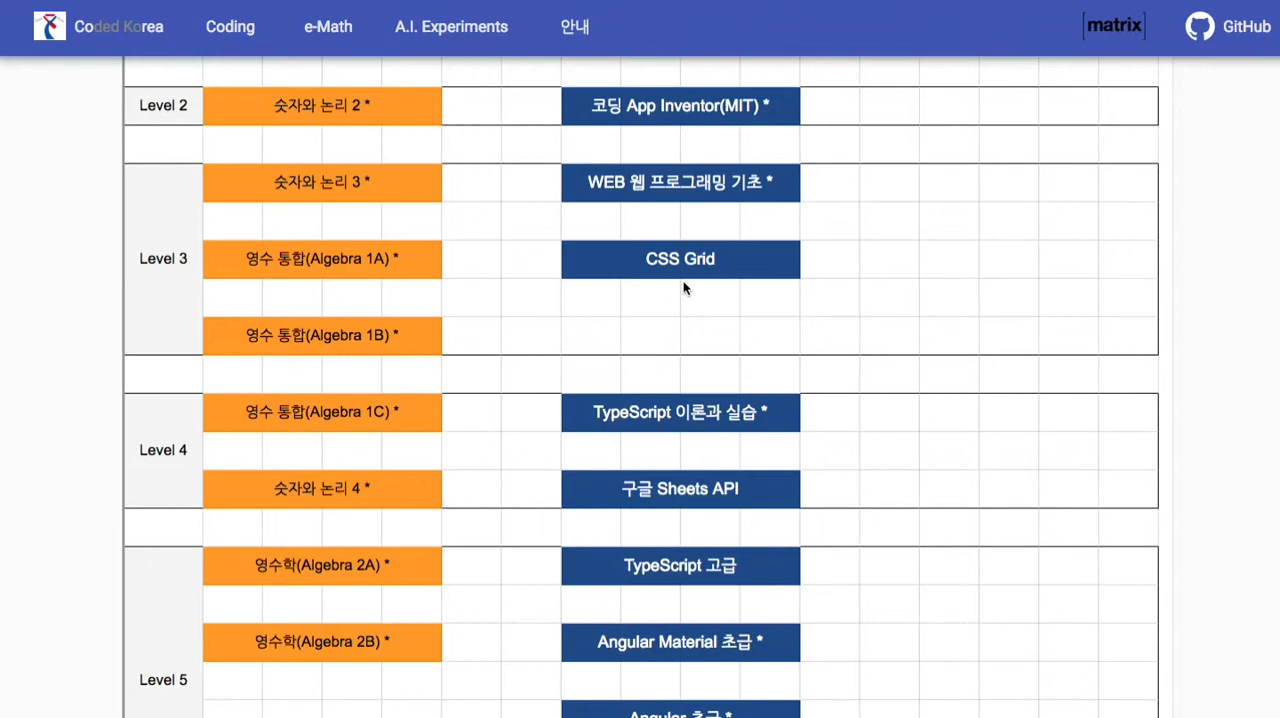 Coded Korea Coding e-Math A.I. Experiments 안내 matrix GitHub
Level 2 숫자와 논리 2 * 코딩 App Inventor(MIT) *
숫자와 논리 3 * WEB 웹 프로그래밍 기초 *
Level 3 영수 통합(Algebra 1A) * CSS Grid
영수 통합(Algebra 1B) *
영수 통합(Algebra 1C) * TypeScript 이론과 실습 *
Level 4
숫자와 논리 4 * 구글 Sheets API
영수학(Algebra 2A) * TypeScript 고급
영수학(Algebra 2B) * Angular Material 초급 *
Level 5
Angular 초급 *